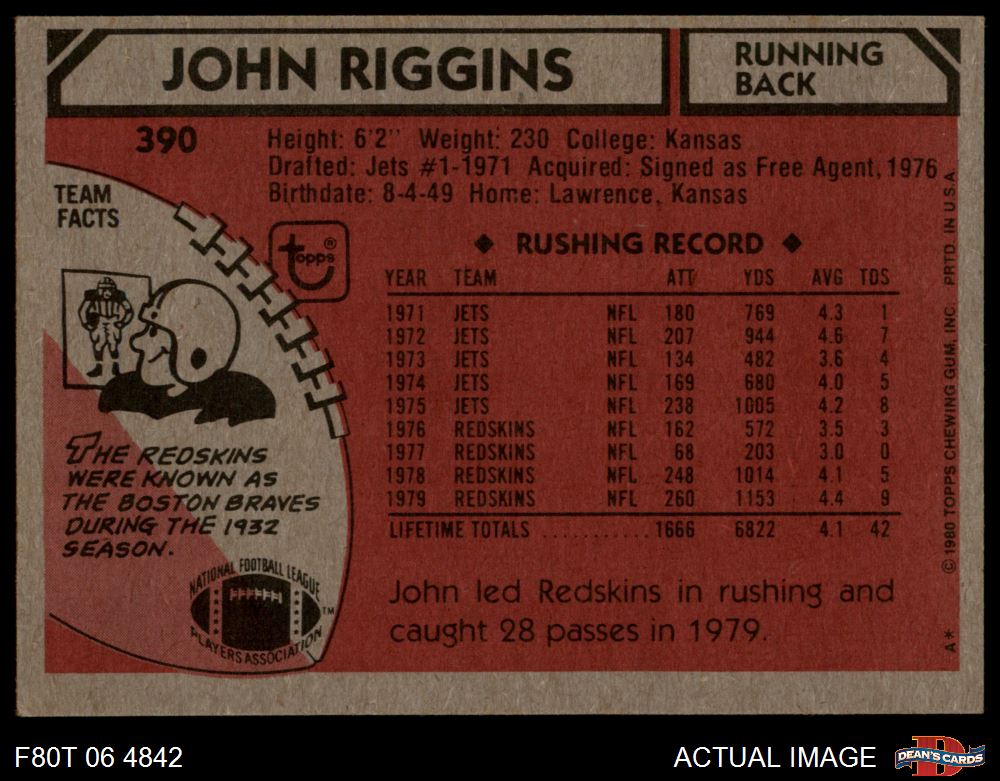 JOHN RIGGINS
RUNNING
BACK
390
Height: 6'2" Weight: 230 College: Kansas
Drafted: Jets #1-1971 Acquired: Signed as Free Agent, 1976
Birthdate: 8-4-49 Home: Lawrence, Kansas
TEAM
FACTS
topps®
◆ RUSHING RECORD ◆
YEAR TEAM ATT YDS AVG TDS
1971 JETS NFL 180 769 4.3 1
1972 JETS NFL 207 944 4.6 7
1973 JETS NFL 134 482 3.6 4
1974 JETS NFL 169 680 4.0 5
1975 JETS NFL 238 1005 4.2 8
1976 REDSKINS NFL 162 572 3.5 3
1977 REDSKINS NFL 68 203 3.0 0
1978 REDSKINS NFL 248 1014 4.1 5
1979 REDSKINS NFL 260 1153 4.4 9
LIFETIME TOTALS ........... 1666 6822 4.1 42
THE REDSKINS
WERE KNOWN AS
THE BOSTON BRAVES
DURING THE 1932
SEASON.
NATIONAL FOOTBALL LEAGUE
PLAYERS ASSOCIATION
TM
John led Redskins in rushing and
caught 28 passes in 1979.
A* © 1980 TOPPS CHEWING GUM, INC. PRTD. IN U.S.A.
F80T 06 4842
ACTUAL IMAGE
D
DEAN'S CARDS